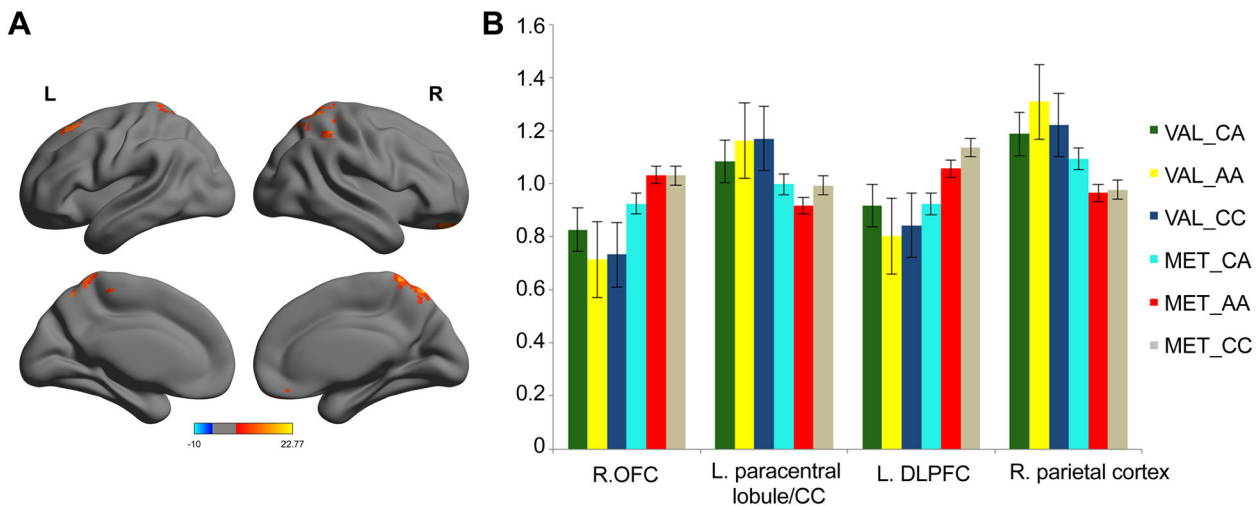 A
L
R
-10
22.77
B
1.6
1.4
1.2
1.0
0.8
0.6
0.4
0.2
0
R.OFC
L. paracentral
lobule/CC
L. DLPFC
R. parietal cortex
VAL_CA
VAL_AA
VAL_CC
MET_CA
MET_AA
MET_CC